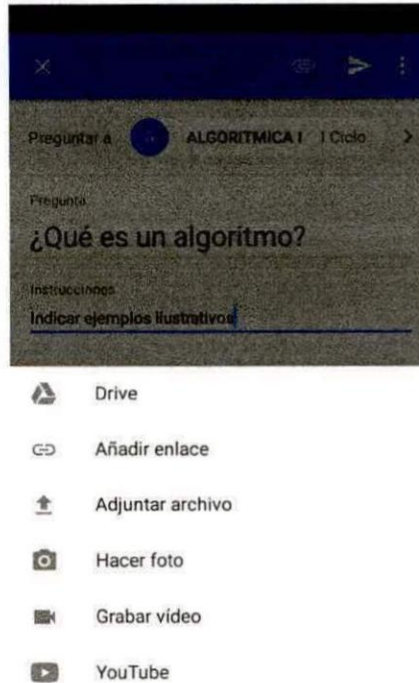 Preguntar a ALGORITMICA I I Ciclo
Pregunta
¿Qué es un algoritmo?
Instrucciones
Indicar ejemplos ilustrativos
Drive
Añadir enlace
Adjuntar archivo
Hacer foto
Grabar vídeo
YouTube